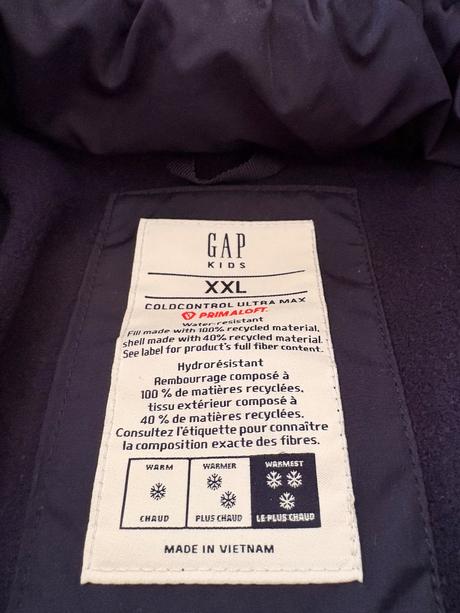 GAP
KIDS
XXL
COLDCONTROL ULTRA MAX
PRIMALOFT®
Water-resistant
Fill made with 100% recycled material,
shell made with 40% recycled material.
See label for product's full fiber content.
Hydrorésistant
Rembourrage composé à
100 % de matières recyclées,
tissu extérieur composé à
40 % de matières recyclées.
Consultez l'étiquette pour connaître
la composition exacte des fibres.
WARM WARMER WARMEST
CHAUD PLUS CHAUD LE PLUS CHAUD
MADE IN VIETNAM